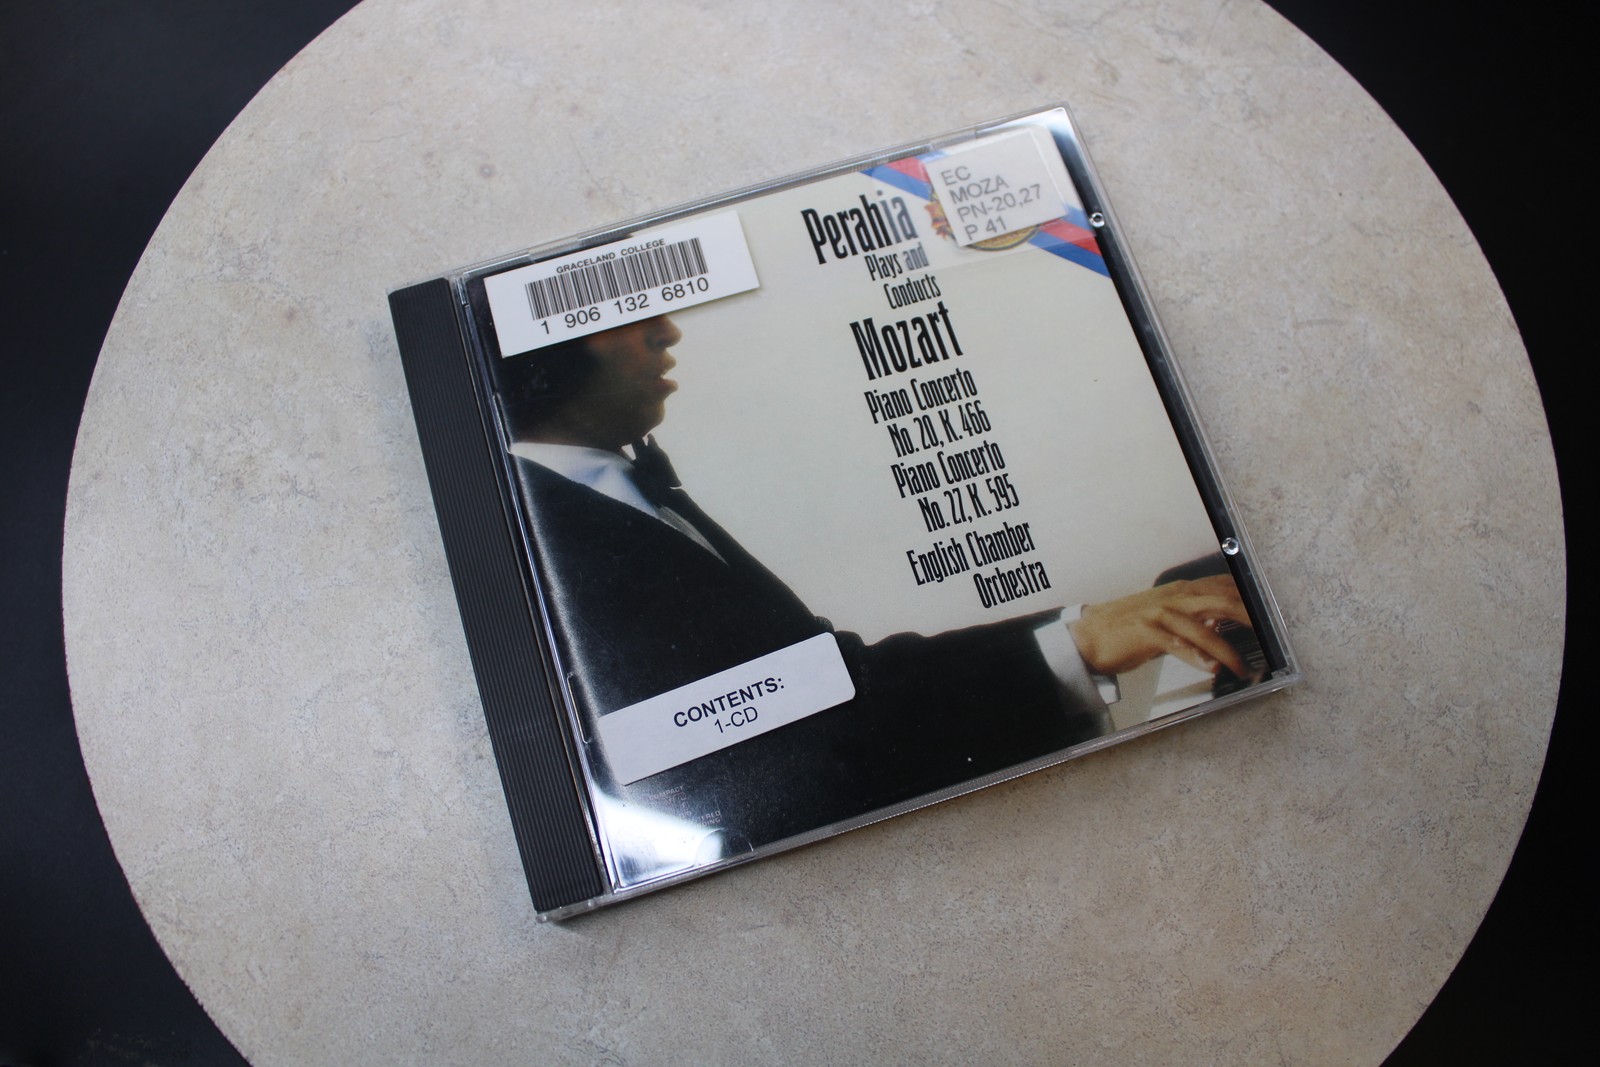 GRACELAND COLLEGE
1 906 132 6810
EC
MOZA
PN-20,27
P 41
Perahia
Plays and
Conducts
Mozart
Piano Concerto
No. 20, K. 466
Piano Concerto
No. 27, K. 595
English Chamber
Orchestra
CONTENTS:
1-CD